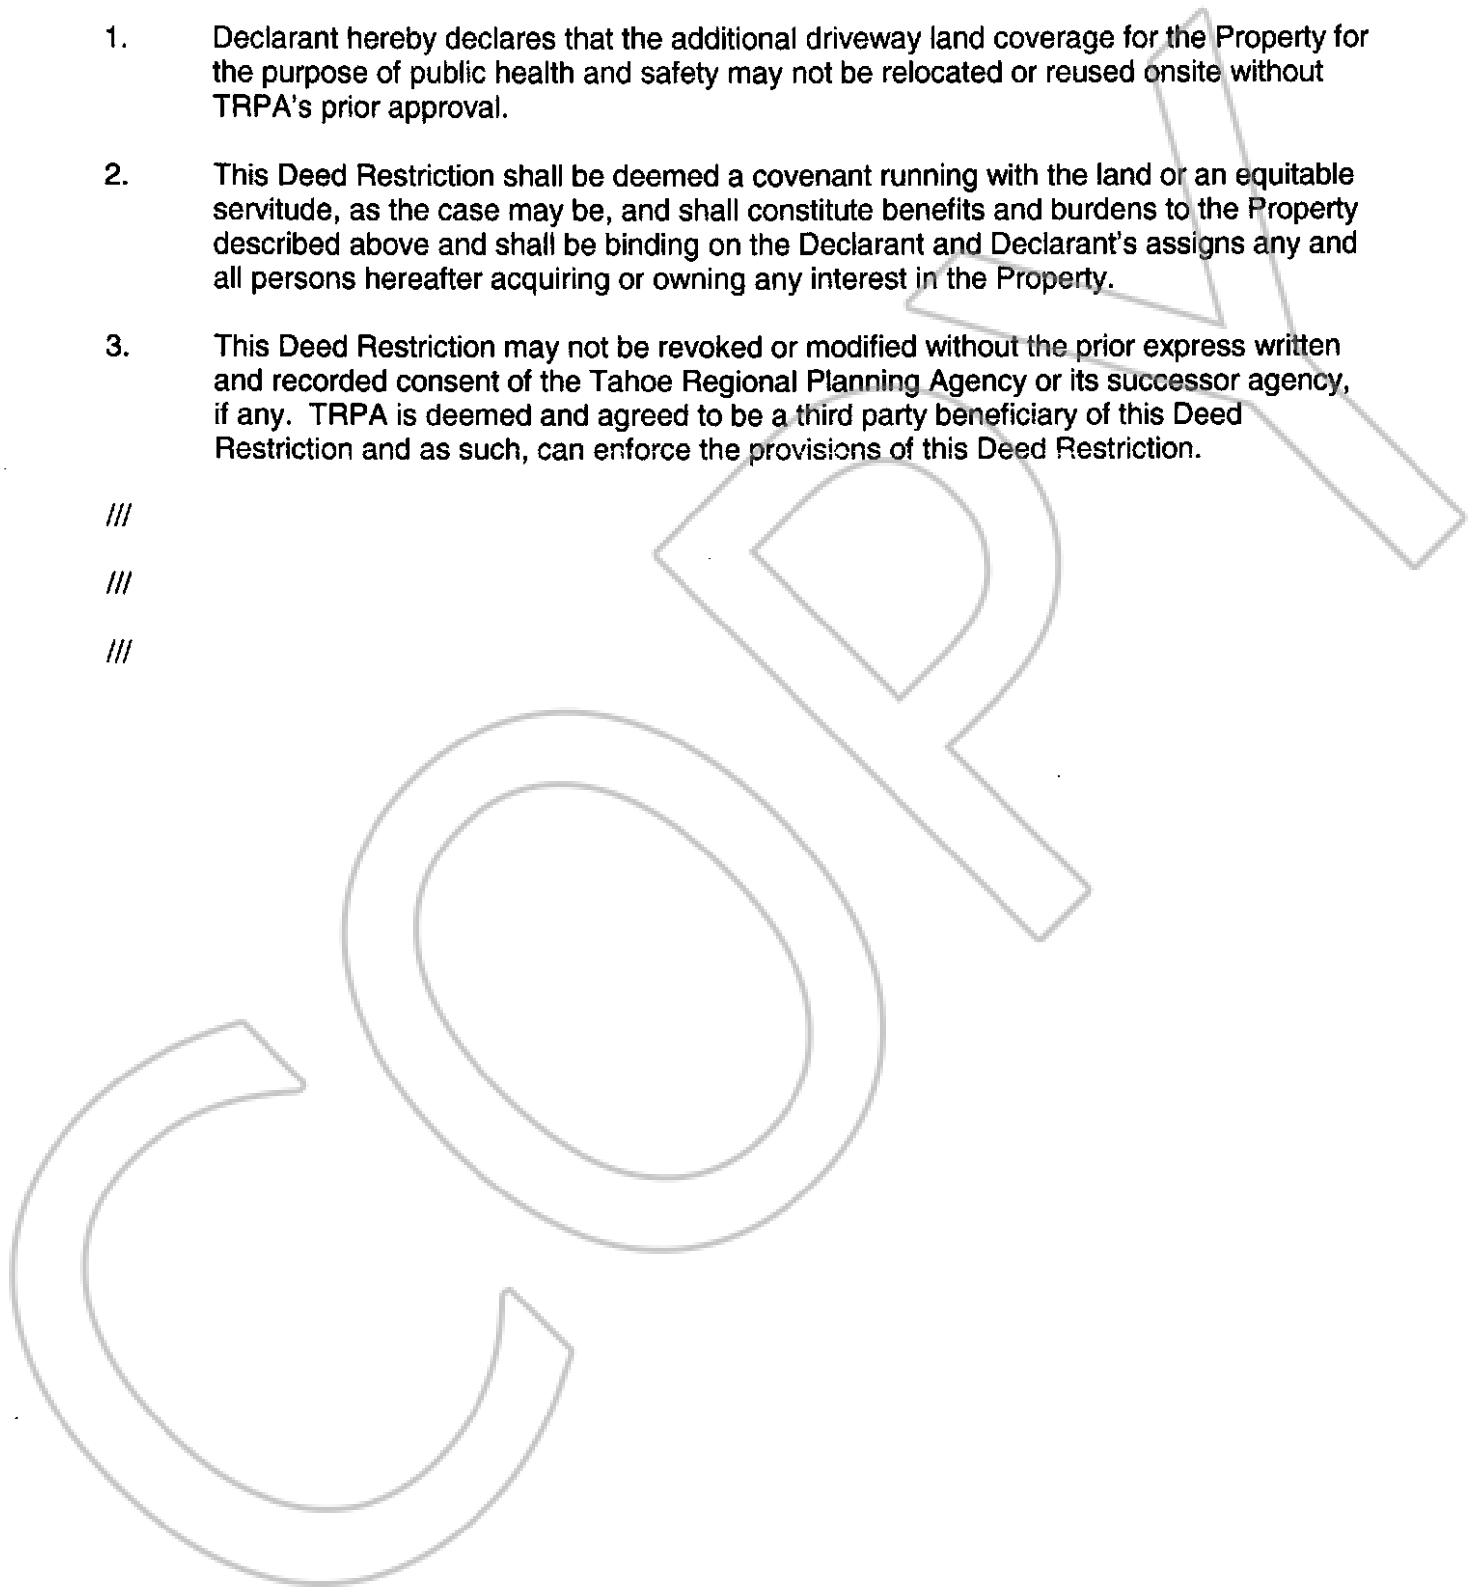 1. Declarant hereby declares that the additional driveway land coverage for the Property for
the purpose of public health and safety may not be relocated or reused onsite without
TRPA's prior approval.
2. This Deed Restriction shall be deemed a covenant running with the land or an equitable
servitude, as the case may be, and shall constitute benefits and burdens to the Property
described above and shall be binding on the Declarant and Declarant's assigns any and
all persons hereafter acquiring or owning any interest in the Property.
3. This Deed Restriction may not be revoked or modified without the prior express written
and recorded consent of the Tahoe Regional Planning Agency or its successor agency,
if any. TRPA is deemed and agreed to be a third party beneficiary of this Deed
Restriction and as such, can enforce the provisions of this Deed Restriction.
///
///
///
COPY